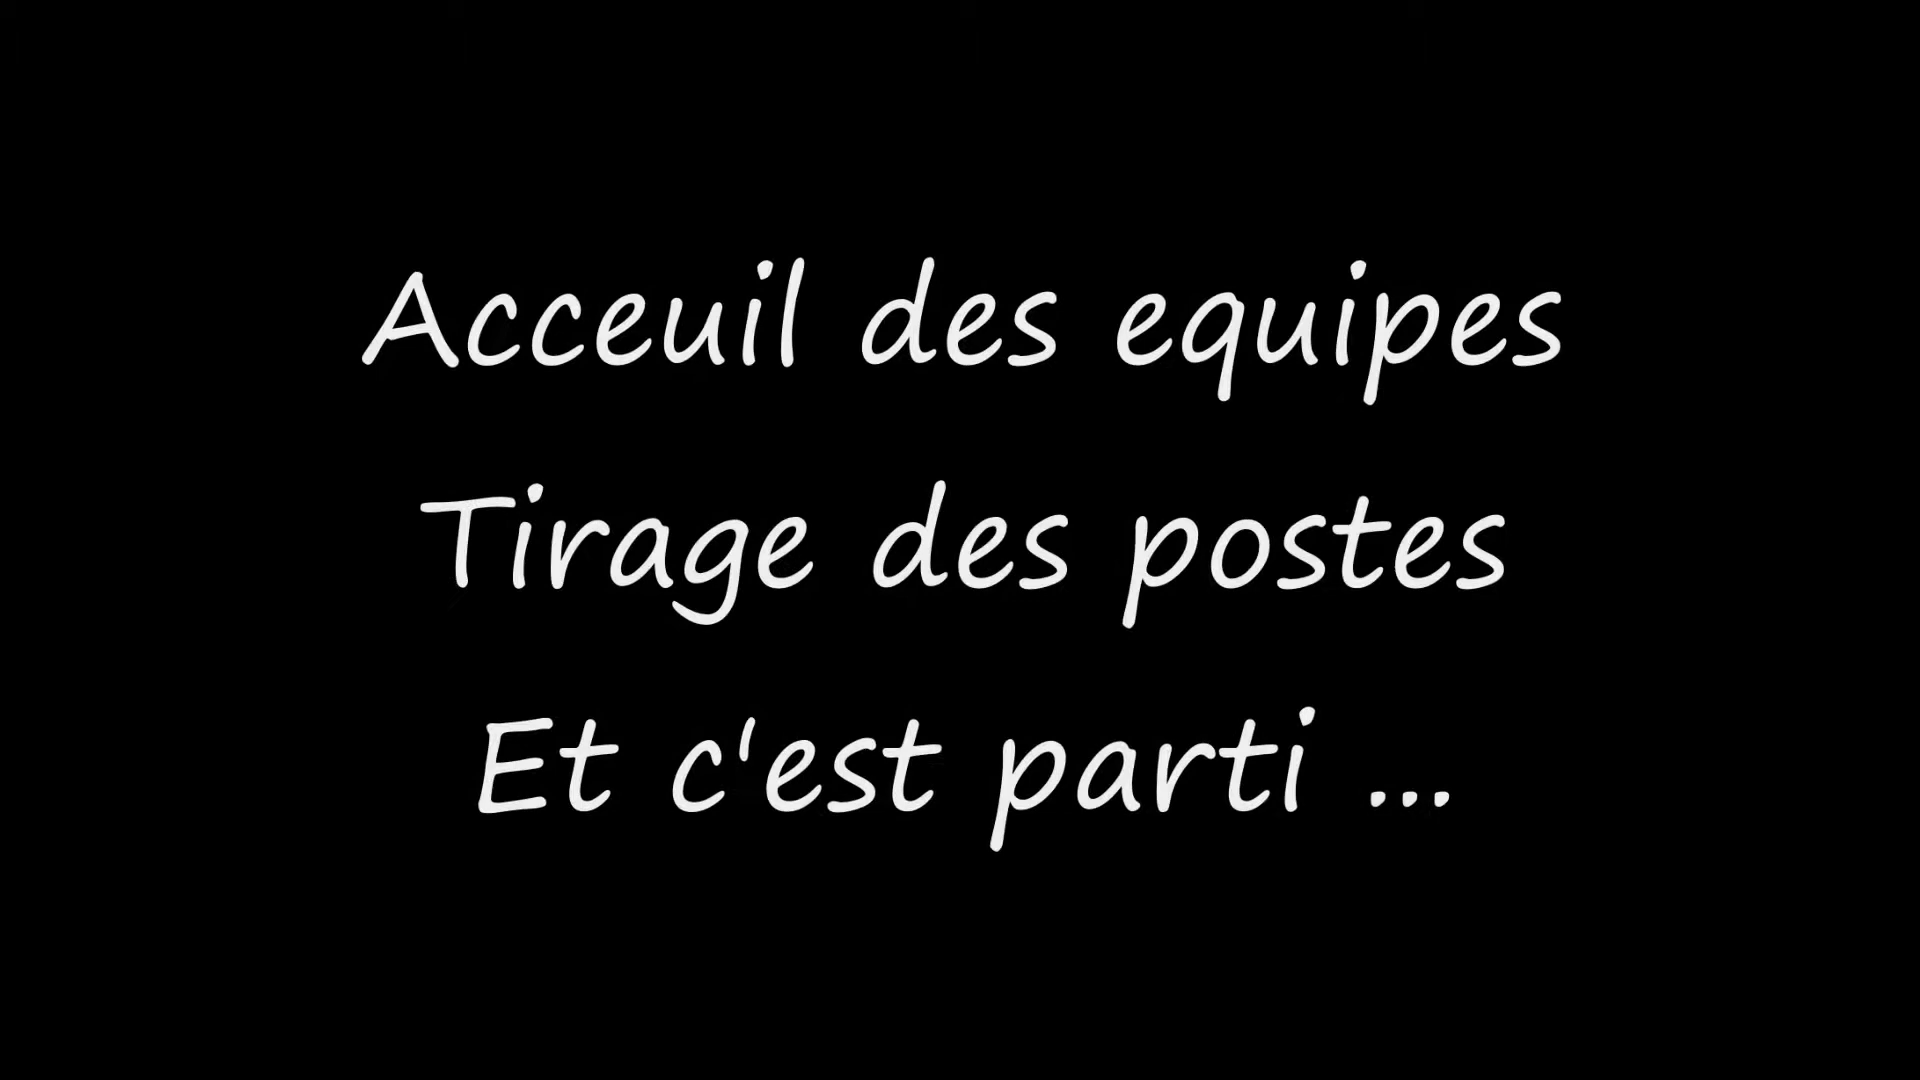 Acceuil des equipes
Tirage des postes
Et c'est parti ...